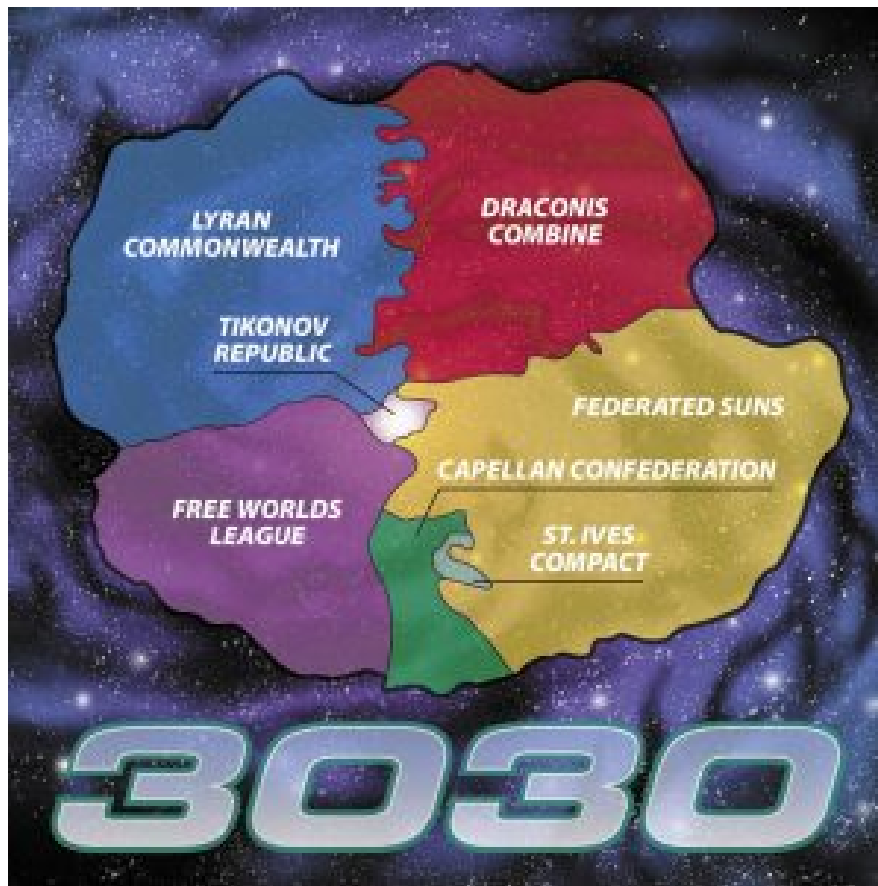 LYRAN
COMMONWEALTH
DRACONIS
COMBINE
TIKONOV
REPUBLIC
FEDERATED SUNS
CAPELLAN CONFEDERATION
FREE WORLDS
LEAGUE
ST. IVES
COMPACT
3030